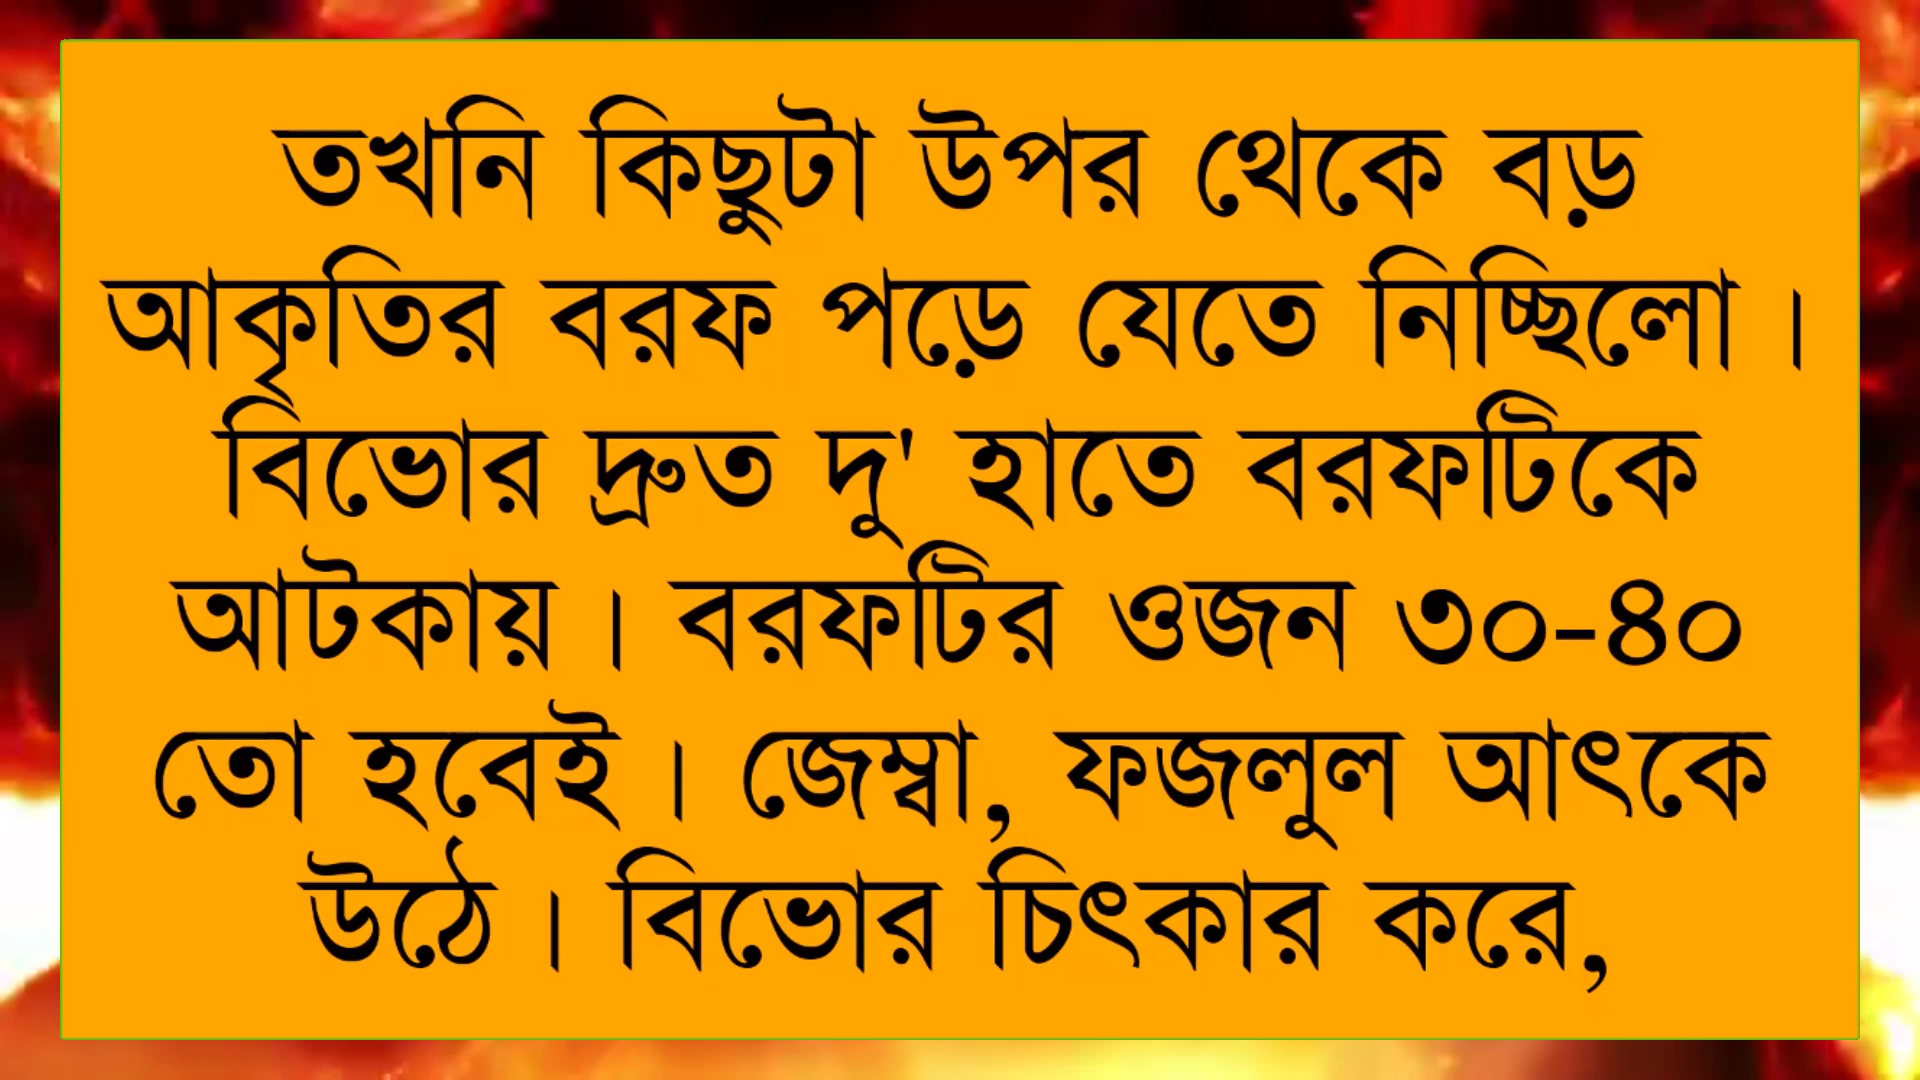 তখনি কিছুটা উপর থেকে বড়
আকৃতির বরফ পড়ে যেতে নিচ্ছিলো ।
বিভোর দ্রুত দু' হাতে বরফটিকে
আটকায় । বরফটির ওজন ৩০-৪০
তো হবেই । জেম্বা, ফজলুল আৎকে
উঠে । বিভোর চিৎকার করে,